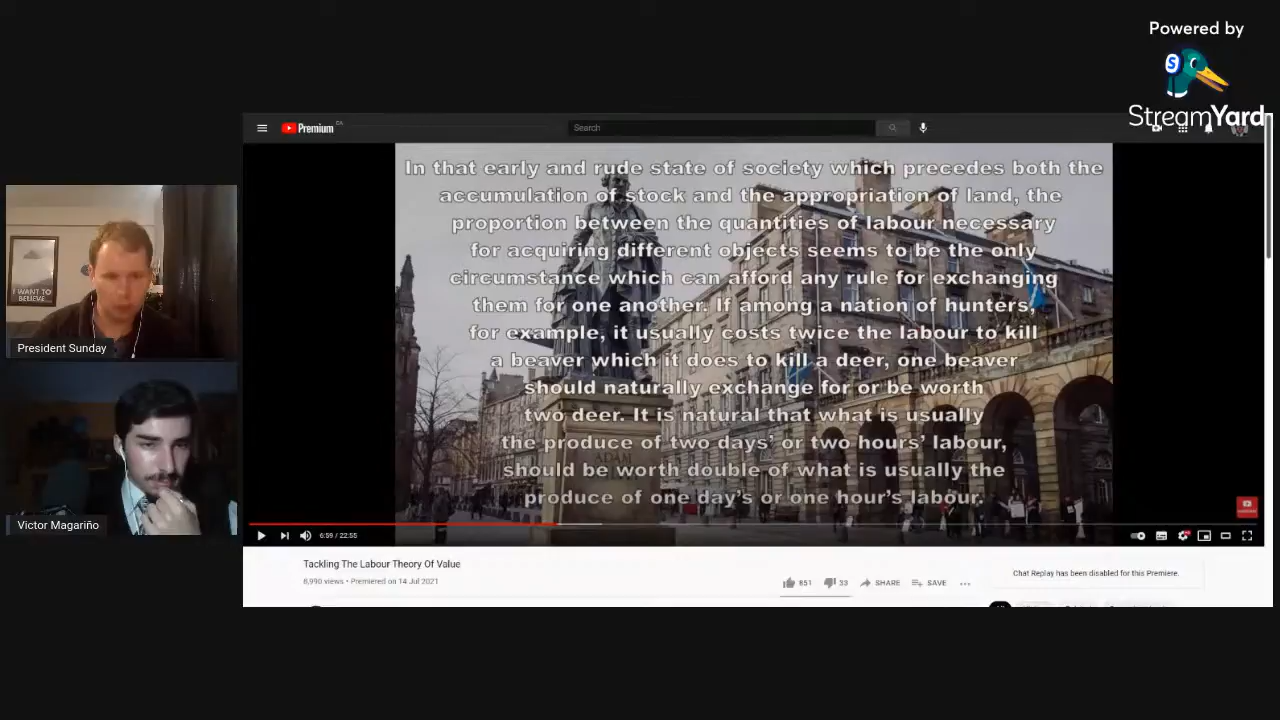 Powered by
StreamYard
Premium
CA
Search
In that early and rude state of society which precedes both the
accumulation of stock and the appropriation of land, the
proportion between the quantities of labour necessary
for acquiring different objects seems to be the only
circumstance which can afford any rule for exchanging
them for one another. If among a nation of hunters,
for example, it usually costs twice the labour to kill
a beaver which it does to kill a deer, one beaver
should naturally exchange for or be worth
two deer. It is natural that what is usually
the produce of two days' or two hours' labour,
should be worth double of what is usually the
produce of one day's or one hour's labour.
ADAM
I WANT TO
BELIEVE
President Sunday
Victor Magariño
6:59 / 22:55
Tackling The Labour Theory Of Value
6,990 views • Premiered on 14 Jul 2021
851
33
SHARE
SAVE
Chat Replay has been disabled for this Premiere.